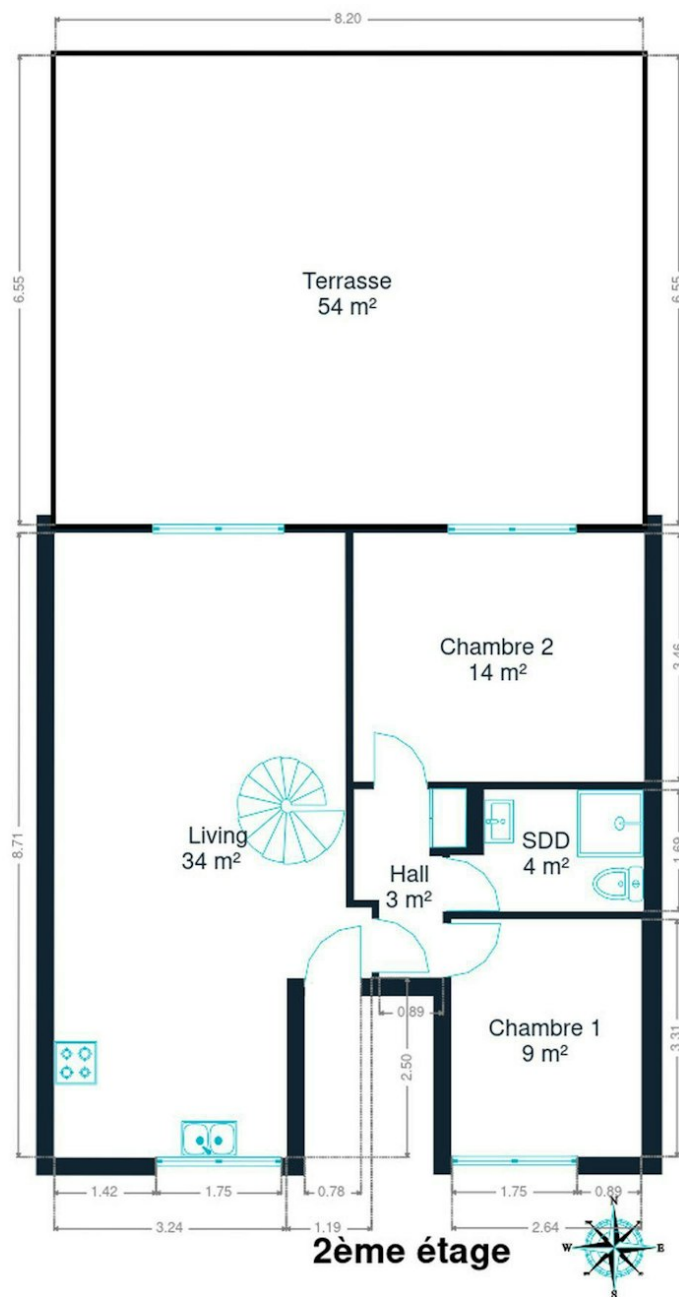 8.20
6.55
6.55
Terrasse
54 m²
Chambre 2
14 m²
3.46
8.71
Living
34 m²
SDD
4 m²
1.69
Hall
3 m²
0.89
Chambre 1
9 m²
3.31
2.50
1.42
1.75
0.78
1.75
0.89
3.24
1.19
2.64
2ème étage
N
W
E
S